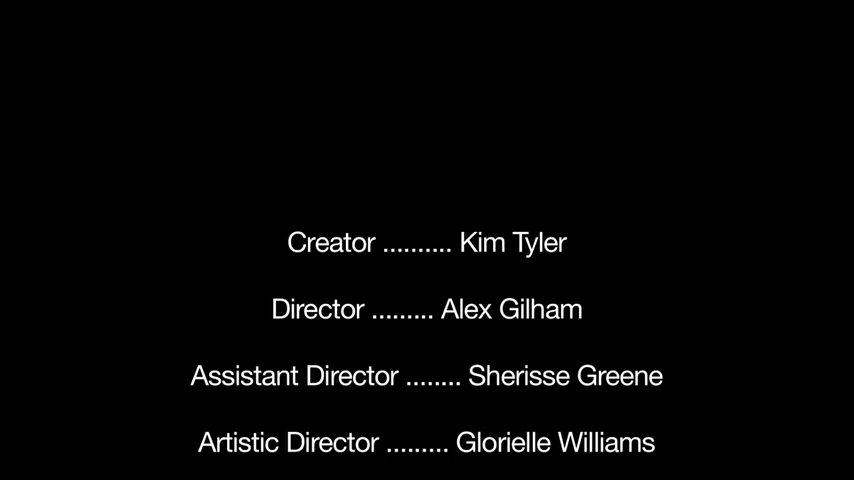 Creator .......... Kim Tyler
Director ......... Alex Gilham
Assistant Director ........ Sherisse Greene
Artistic Director ......... Glorielle Williams